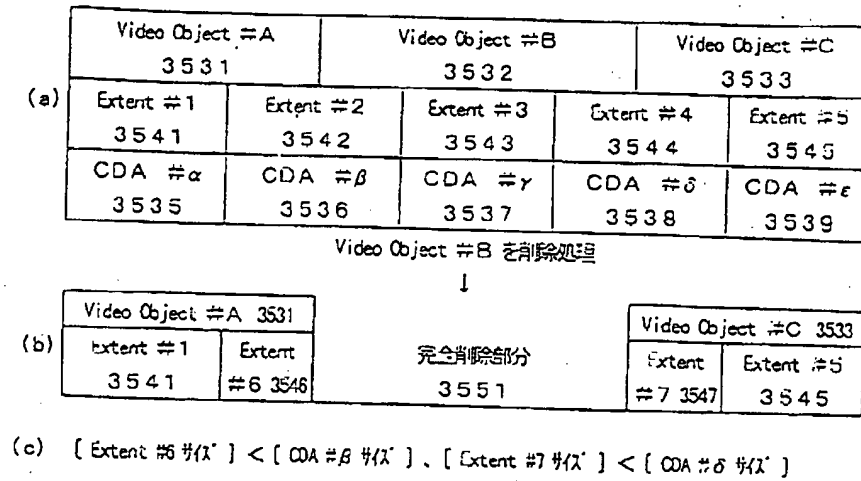 Video Object #A Video Object #B Video Object #C
3531 3532 3533
(a) Extent #1 Extent #2 Extent #3 Extent #4 Extent #5
3541 3542 3543 3544 3545
CDA #α CDA #β CDA #γ CDA #δ CDA #ε
3535 3536 3537 3538 3539
Video Object #B を削除処理
↓
Video Object #A 3531 Video Object #C 3533
(b) Extent #1 Extent 完全削除部分 Extent Extent #5
3541 #6 3546 3551 #7 3547 3545
(c) [ Extent #6 サイズ ] < [ CDA #β サイズ ] 、 [ Extent #7 サイズ ] < [ CDA #δ サイズ ]